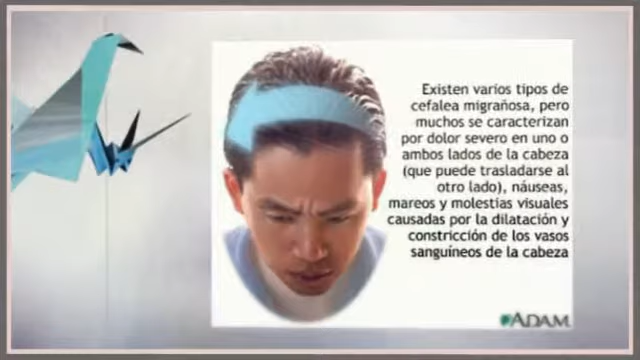 Existen varios tipos de
cefalea migrañosa, pero
muchos se caracterizan
por dolor severo en uno o
ambos lados de la cabeza
(que puede trasladarse al
otro lado), náuseas,
mareos y molestias visuales
causadas por la dilatación y
constricción de los vasos
sanguíneos de la cabeza
ADAM